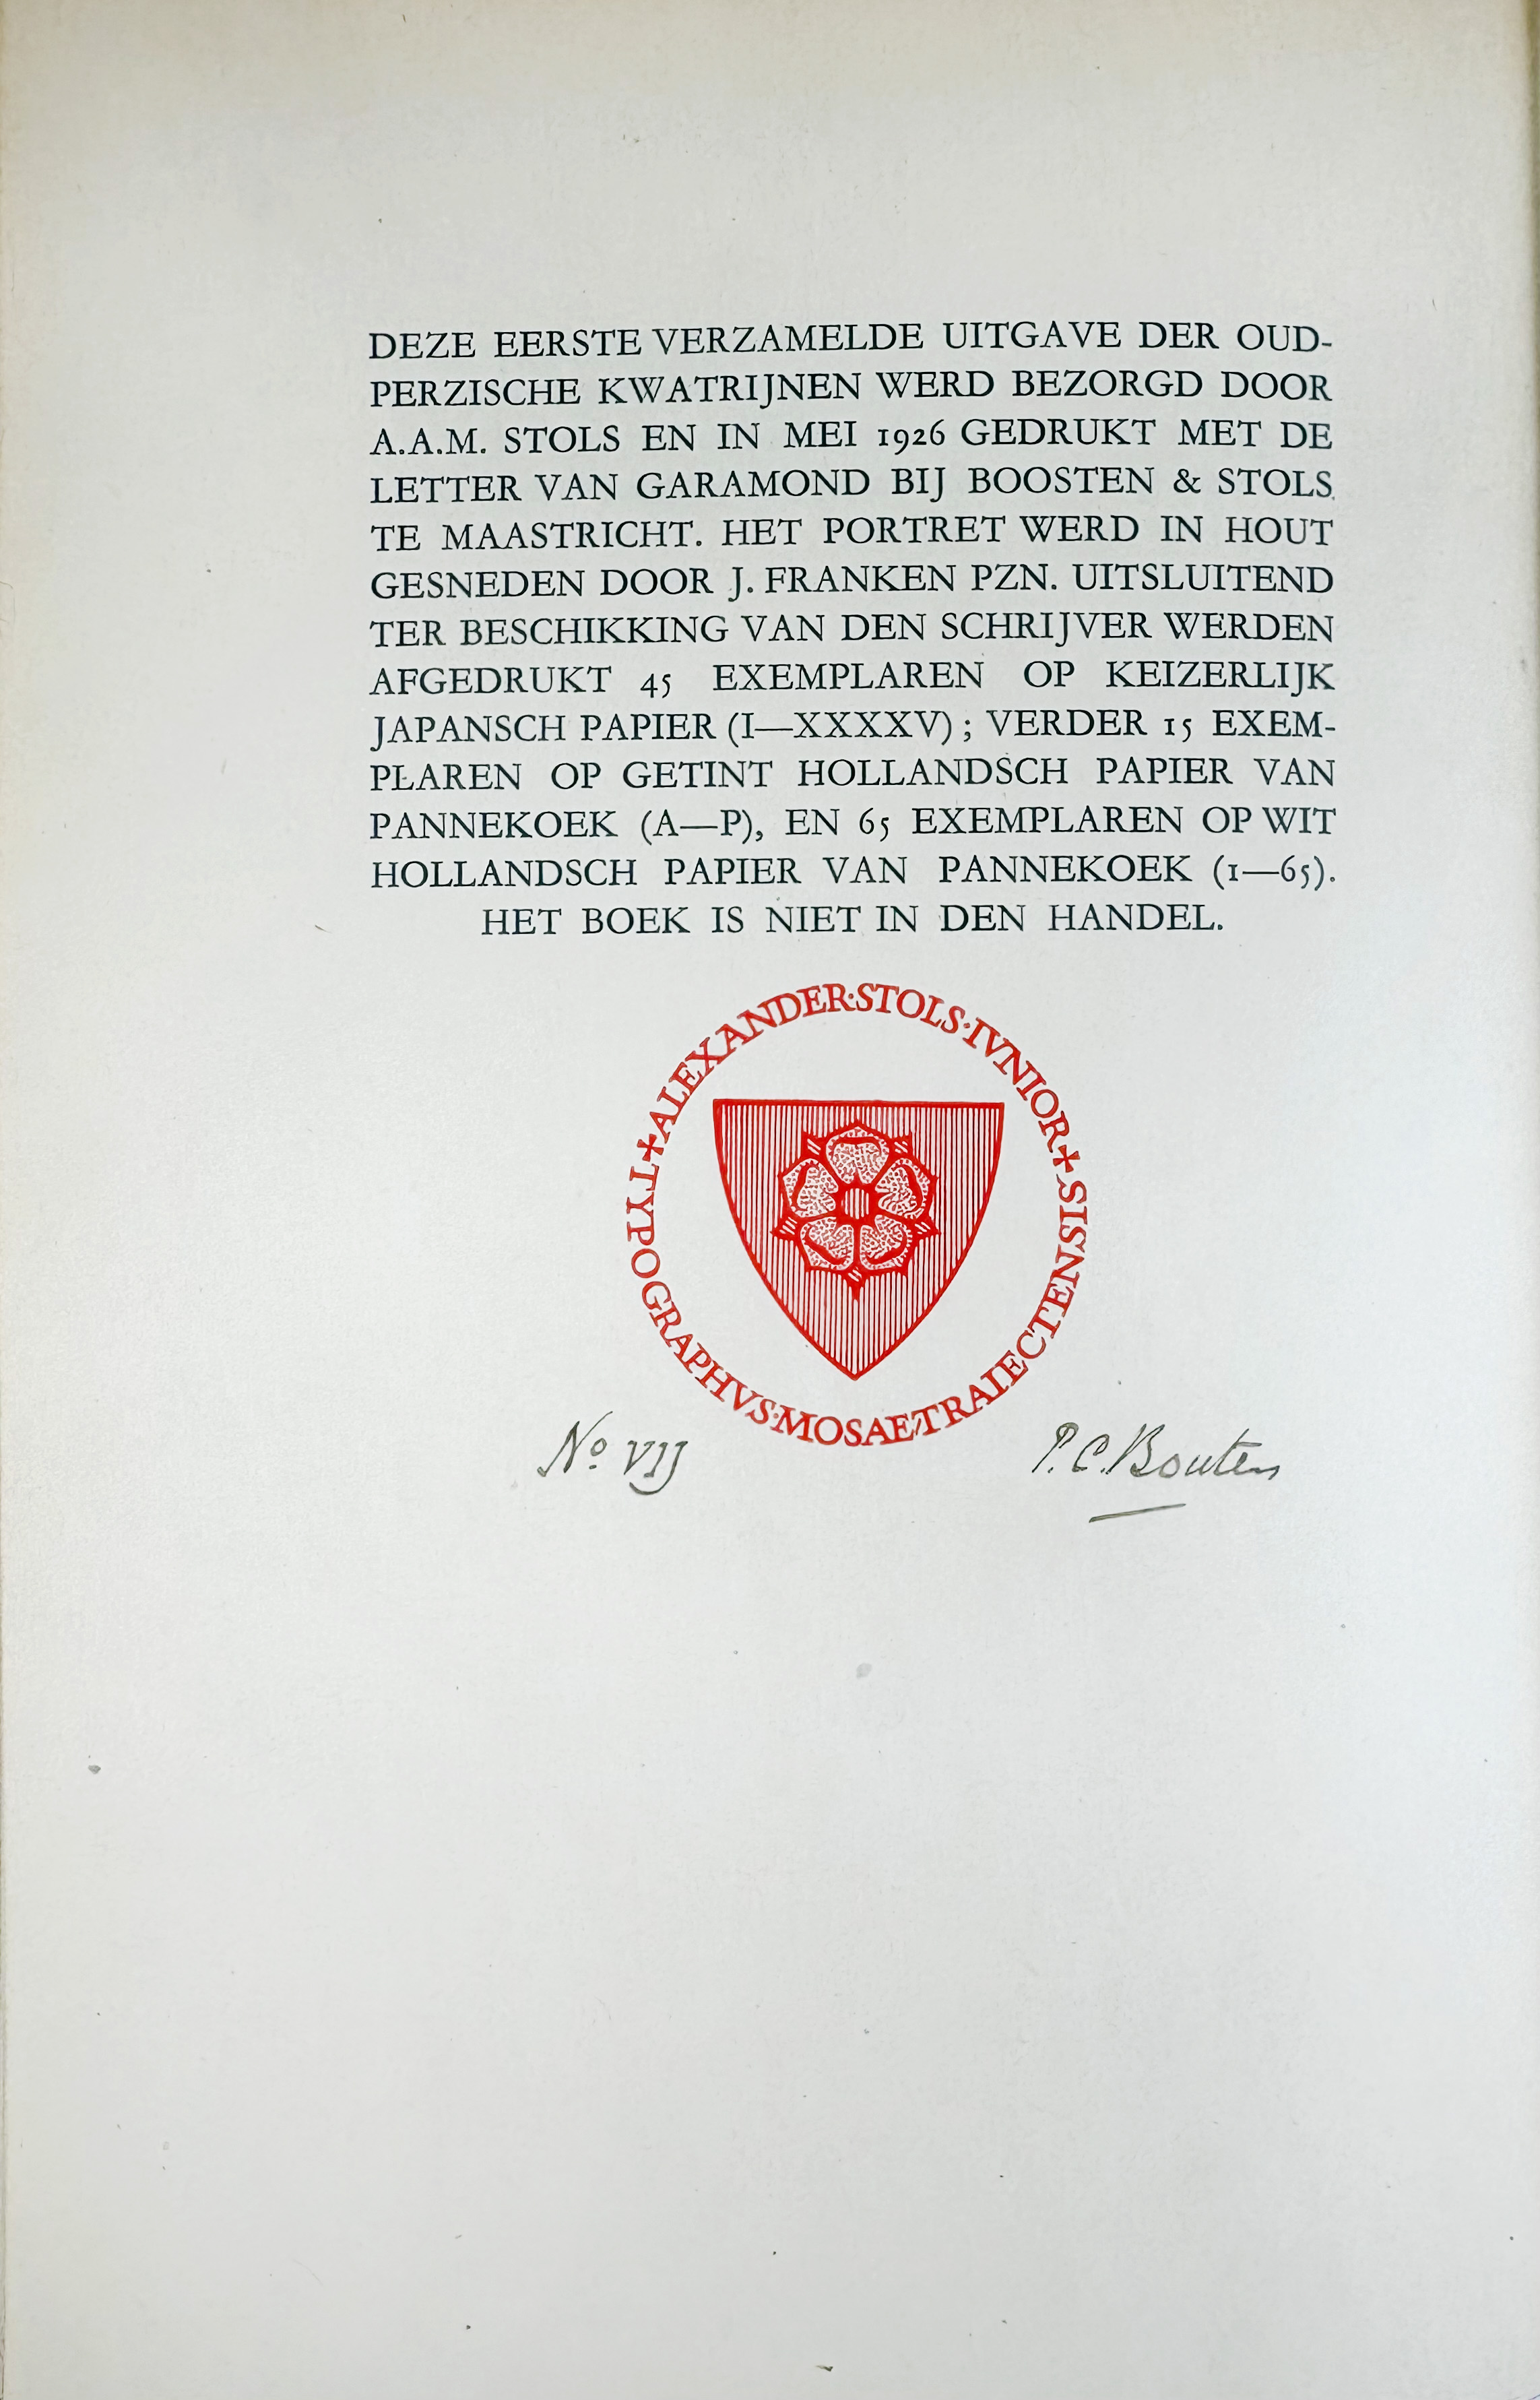 DEZE EERSTE VERZAMELDE UITGAVE DER OUD-
PERZISCHE KWATRIJNEN WERD BEZORGD DOOR
A.A.M. STOLS EN IN MEI 1926 GEDRUKT MET DE
LETTER VAN GARAMOND BIJ BOOSTEN & STOLS
TE MAASTRICHT. HET PORTRET WERD IN HOUT
GESNEDEN DOOR J. FRANKEN PZN. UITSLUITEND
TER BESCHIKKING VAN DEN SCHRIJVER WERDEN
AFGEDRUKT 45 EXEMPLAREN OP KEIZERLIJK
JAPANSCH PAPIER (I—XXXXV); VERDER 15 EXEM-
PLAREN OP GETINT HOLLANDSCH PAPIER VAN
PANNEKOEK (A—P), EN 65 EXEMPLAREN OP WIT
HOLLANDSCH PAPIER VAN PANNEKOEK (1—65).
HET BOEK IS NIET IN DEN HANDEL.
ALEXANDER·STOLS·IVNIOR
TYPOGRAPHVS·MOSAETRAIECTENSIS
No VIJ
P.C. Boutens